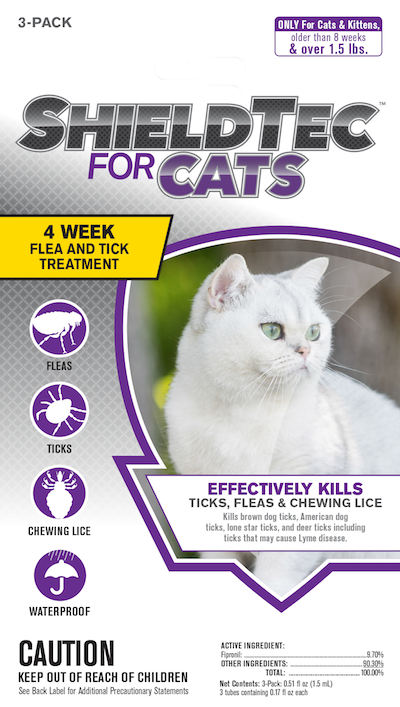 3-PACK
ONLY For Cats & Kittens,
older than 8 weeks
& over 1.5 lbs.
SHIELDTEC™
FOR CATS
4 WEEK
FLEA AND TICK
TREATMENT
FLEAS
TICKS
CHEWING LICE
WATERPROOF
EFFECTIVELY KILLS
TICKS, FLEAS & CHEWING LICE
Kills brown dog ticks, American dog
ticks, lone star ticks, and deer ticks including
ticks that may cause Lyme disease.
CAUTION
KEEP OUT OF REACH OF CHILDREN
See Back Label for Additional Precautionary Statements
ACTIVE INGREDIENT:
Fipronil: 9.70%
OTHER INGREDIENTS: 90.30%
TOTAL: 100.00%
Net Contents: 3-Pack: 0.51 fl oz (1.5 mL)
3 tubes containing 0.17 fl oz each